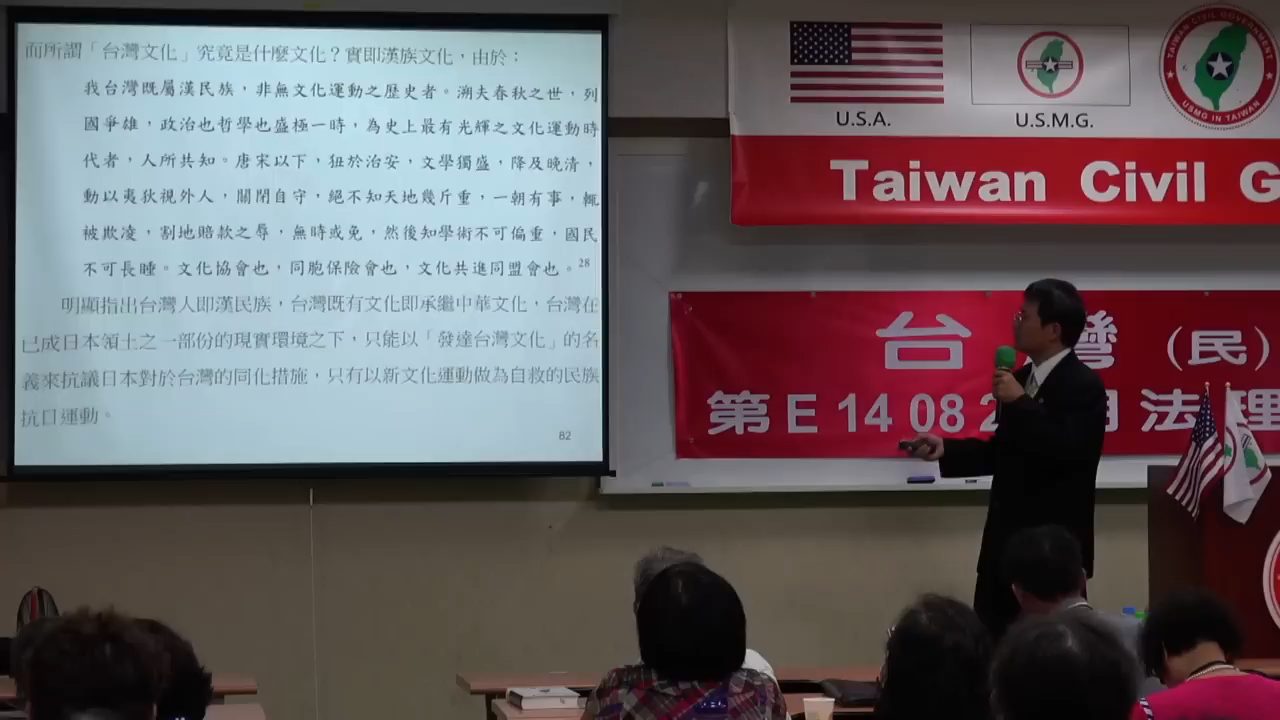 而所謂「台灣文化」究竟是什麼文化？實即漢族文化，由於：
我台灣既屬漢民族，非無文化運動之歷史者。溯夫春秋之世，列
國爭雄，政治也哲學也盛極一時，為史上最有光輝之文化運動時
代者，人所共知。唐宋以下，狃於治安，文學獨盛，降及晚清，
動以夷狄視外人，關閉自守，絕不知天地幾斤重，一朝有事，輒
被欺凌，割地賠款之辱，無時或免，然後知學術不可偏重，國民
不可長睡。文化協會也，同胞保險會也，文化共進同盟會也。28
明顯指出台灣人即漢民族，台灣既有文化即承繼中華文化，台灣在
已成日本領土之一部份的現實環境之下，只能以「發達台灣文化」的名
義來抗議日本對於台灣的同化措施，只有以新文化運動做為自救的民族
抗日運動。
82
U.S.A.
U.S.M.G.
TAIWAN CIVIL GOVERNMENT
USMG IN TAIWAN
Taiwan Civil G
台灣（民）
第E 14 08 2 期法理